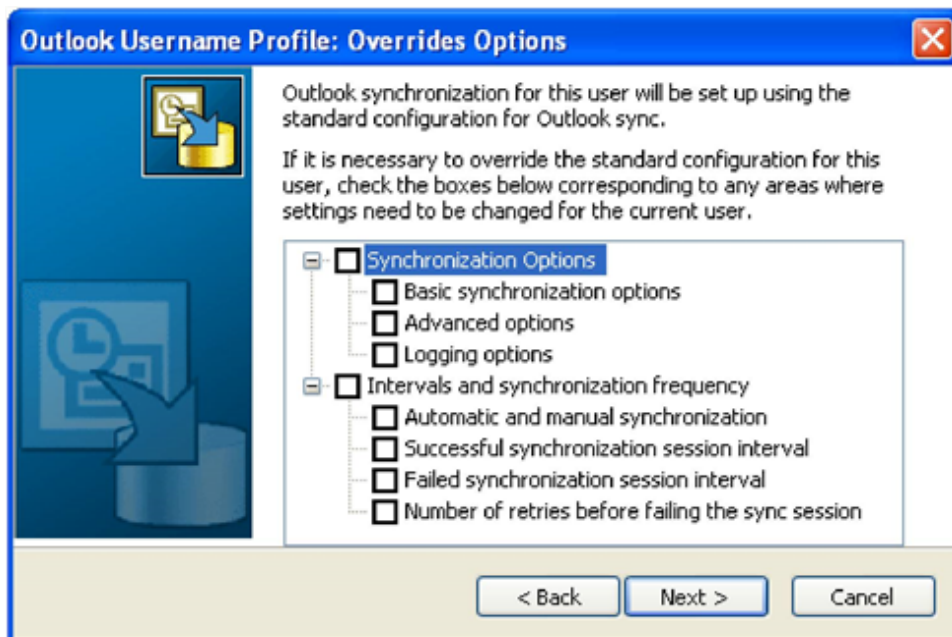 Outlook Username Profile: Overrides Options
Outlook synchronization for this user will be set up using the
standard configuration for Outlook sync.
If it is necessary to override the standard configuration for this
user, check the boxes below corresponding to any areas where
settings need to be changed for the current user.
Synchronization Options
Basic synchronization options
Advanced options
Logging options
Intervals and synchronization frequency
Automatic and manual synchronization
Successful synchronization session interval
Failed synchronization session interval
Number of retries before failing the sync session
< Back
Next >
Cancel